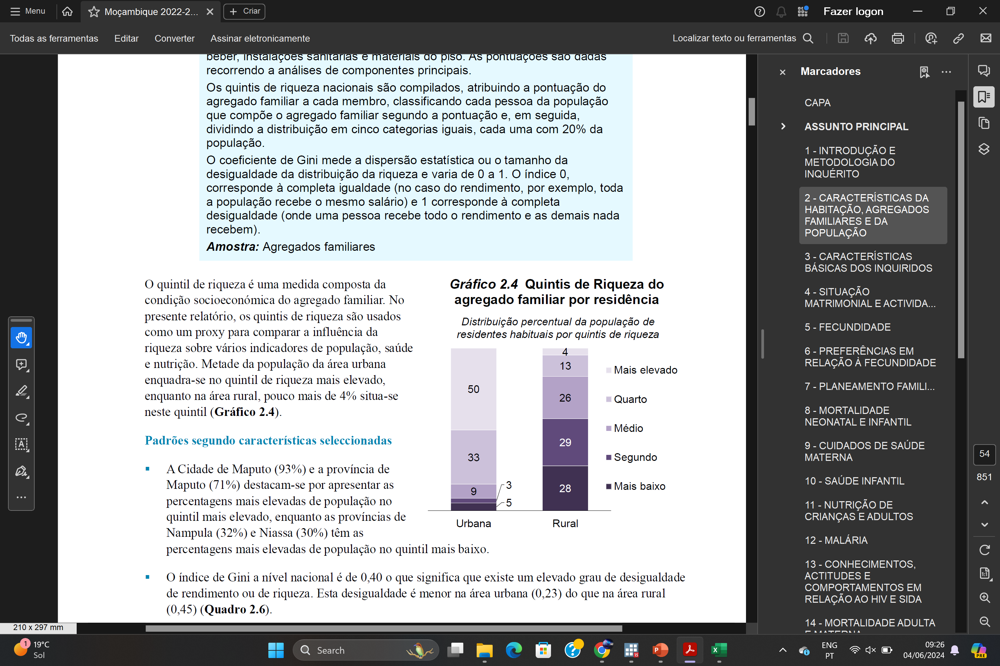 Menu
Moçambique 2022-2...
Criar
Fazer logon
Todas as ferramentas
Editar
Converter
Assinar eletronicamente
Localizar texto ou ferramentas
beber, instalações sanitárias e materiais do piso. As pontuações são dadas
recorrendo a análises de componentes principais.
Os quintis de riqueza nacionais são compilados, atribuindo a pontuação do
agregado familiar a cada membro, classificando cada pessoa da população
que compõe o agregado familiar segundo a pontuação e, em seguida,
dividindo a distribuição em cinco categorias iguais, cada uma com 20% da
população.
O coeficiente de Gini mede a dispersão estatística ou o tamanho da
desigualdade da distribuição da riqueza e varia de 0 a 1. O índice 0,
corresponde à completa igualdade (no caso do rendimento, por exemplo, toda
a população recebe o mesmo salário) e 1 corresponde à completa
desigualdade (onde uma pessoa recebe todo o rendimento e as demais nada
recebem).
Amostra: Agregados familiares
O quintil de riqueza é uma medida composta da
condição socioeconómica do agregado familiar. No
presente relatório, os quintis de riqueza são usados
como um proxy para comparar a influência da
riqueza sobre vários indicadores de população, saúde
e nutrição. Metade da população da área urbana
enquadra-se no quintil de riqueza mais elevado,
enquanto na área rural, pouco mais de 4% situa-se
neste quintil (Gráfico 2.4).
Padrões segundo características seleccionadas
▪ A Cidade de Maputo (93%) e a província de
Maputo (71%) destacam-se por apresentar as
percentagens mais elevadas de população no
quintil mais elevado, enquanto as províncias de
Nampula (32%) e Niassa (30%) têm as
percentagens mais elevadas de população no quintil mais baixo.
▪ O índice de Gini a nível nacional é de 0,40 o que significa que existe um elevado grau de desigualdade
de rendimento ou de riqueza. Esta desigualdade é menor na área urbana (0,23) do que na área rural
(0,45) (Quadro 2.6).
Gráfico 2.4 Quintis de Riqueza do
agregado familiar por residência
Distribuição percentual da população de
residentes habituais por quintis de riqueza
50
33
9
3
5
4
13
26
29
28
Urbana
Rural
Mais elevado
Quarto
Médio
Segundo
Mais baixo
Marcadores
CAPA
ASSUNTO PRINCIPAL
1 - INTRODUÇÃO E
METODOLOGIA DO
INQUÉRITO
2 - CARACTERÍSTICAS DA
HABITAÇÃO, AGREGADOS
FAMILIARES E DA
POPULAÇÃO
3 - CARACTERÍSTICAS
BÁSICAS DOS INQUIRIDOS
4 - SITUAÇÃO
MATRIMONIAL E ACTIVIDA...
5 - FECUNDIDADE
6 - PREFERÊNCIAS EM
RELAÇÃO À FECUNDIDADE
7 - PLANEAMENTO FAMILI...
8 - MORTALIDADE
NEONATAL E INFANTIL
9 - CUIDADOS DE SAÚDE
MATERNA
10 - SAÚDE INFANTIL
11 - NUTRIÇÃO DE
CRIANÇAS E ADULTOS
12 - MALÁRIA
13 - CONHECIMENTOS,
ACTITUDES E
COMPORTAMENTOS EM
RELAÇÃO AO HIV E SIDA
14 - MORTALIDADE ADULTA
E MATERNA
54
851
1:1
210 x 297 mm
1
19°C
Sol
Search
15
ENG
PT
09:26
04/06/2024
PRE